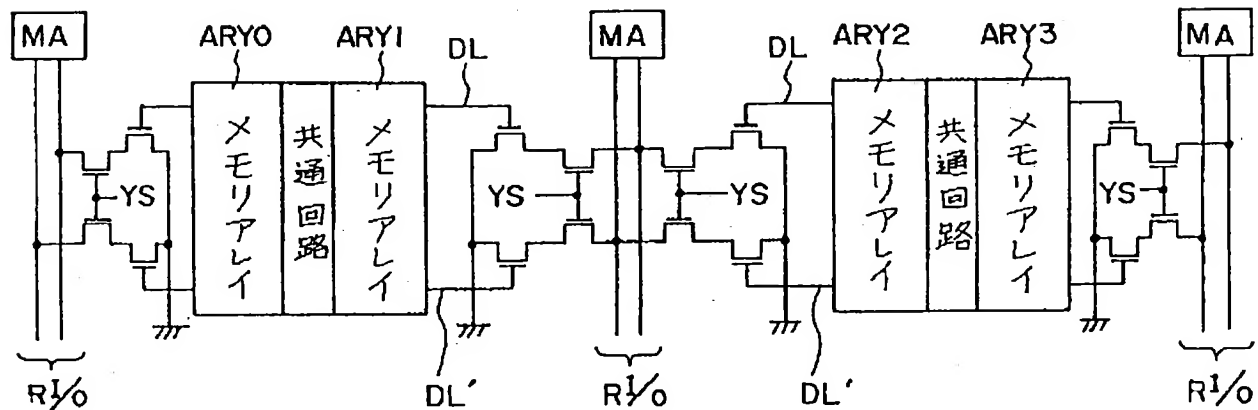 MA
ARY0
ARY1
DL
MA
DL
ARY2
ARY3
MA
メモリアレイ
共通回路
メモリアレイ
メモリアレイ
共通回路
メモリアレイ
YS
YS
YS
YS
RI/O
DL'
RI/O
DL'
RI/O